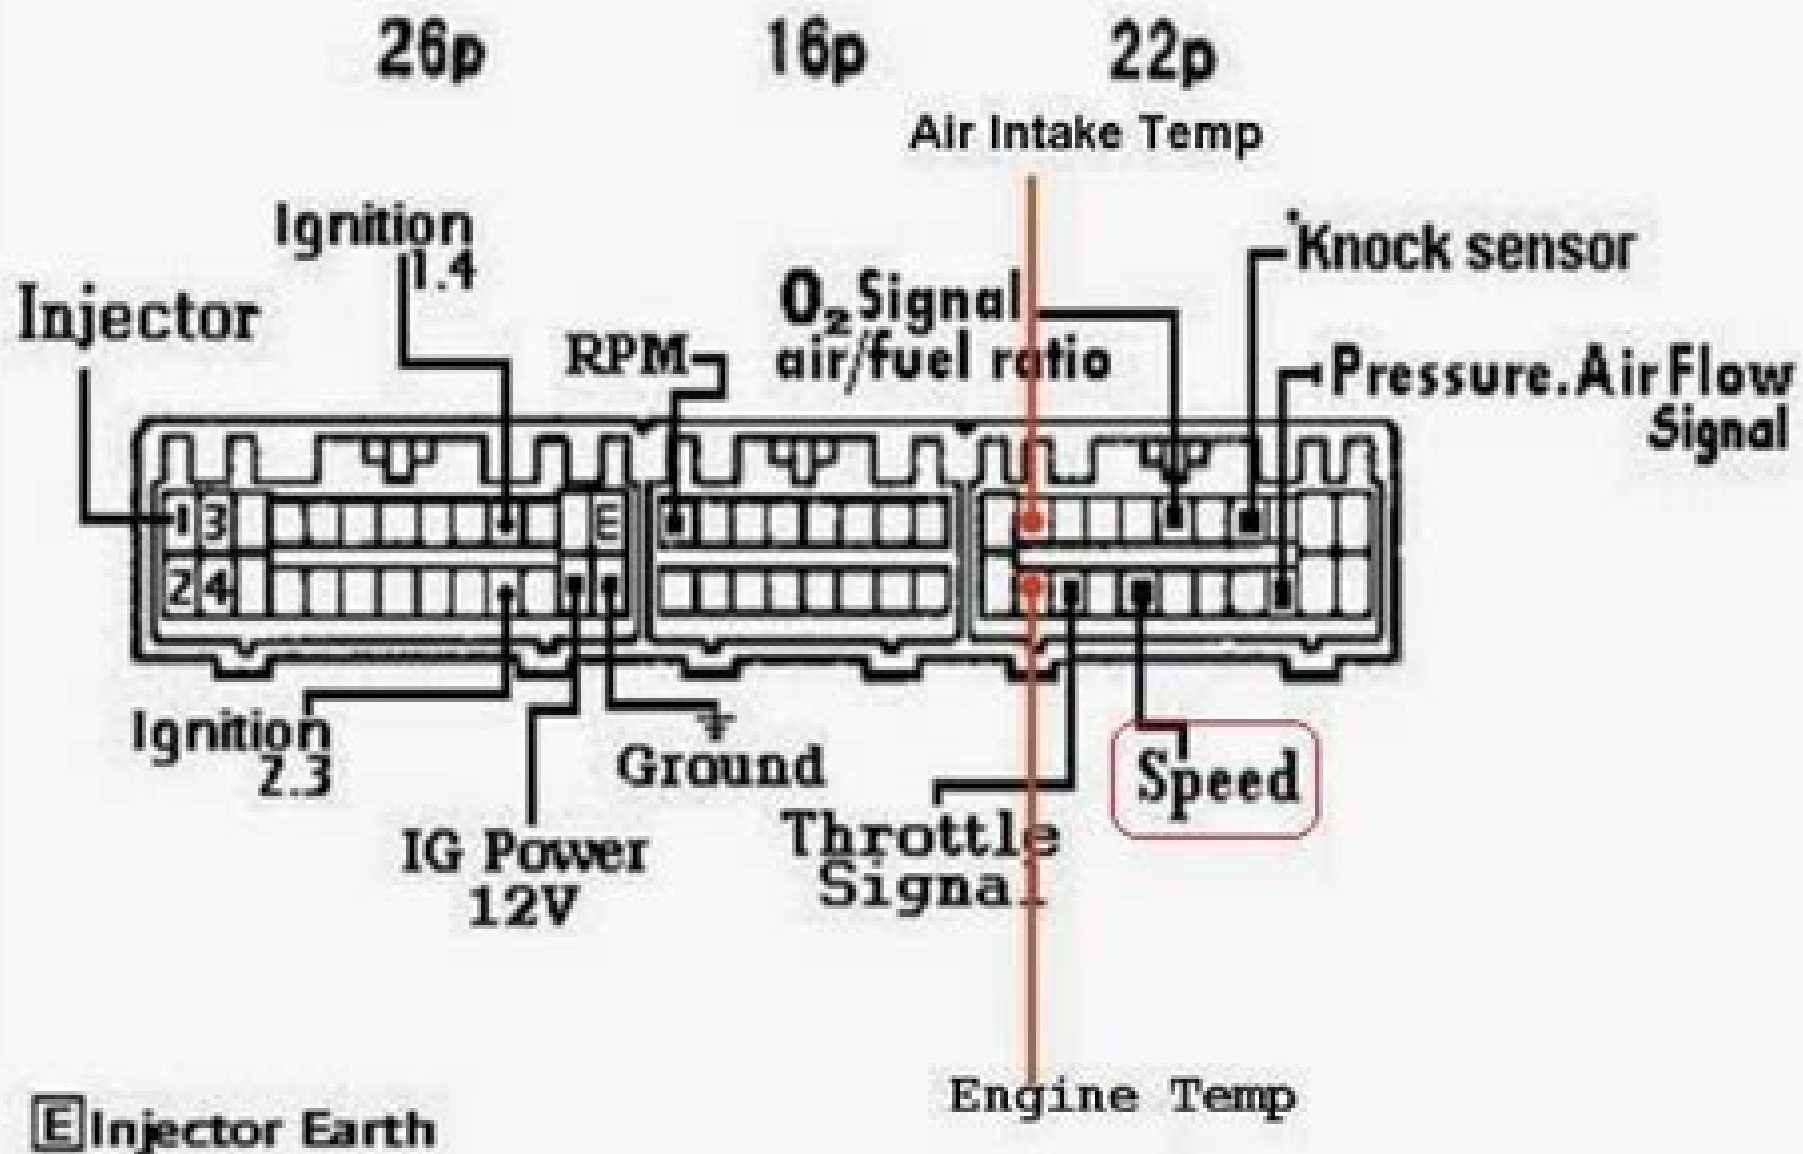 26p 16p 22p
Air Intake Temp
Ignition
1.4
Knock sensor
Injector
O₂ Signal
air/fuel ratio
RPM
Pressure.Air Flow
Signal
1 3 E
2 4
Ignition
2.3
Ground
Speed
IG Power
12V
Throttle
Signal
Engine Temp
E Injector Earth